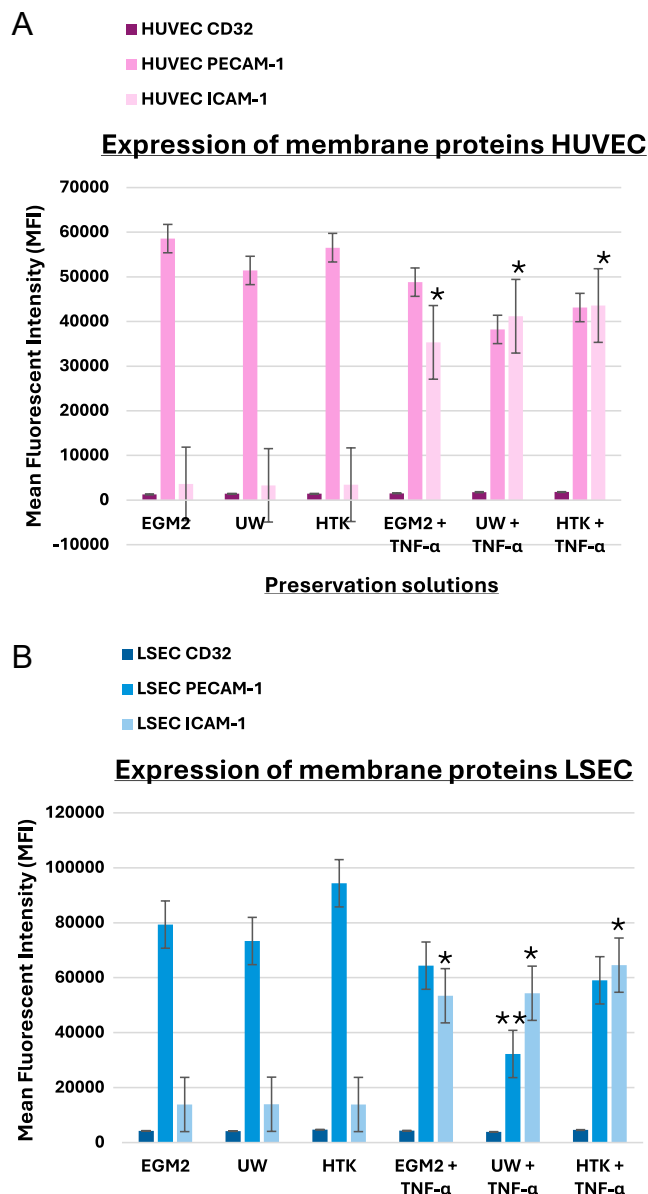 A
HUVEC CD32
HUVEC PECAM-1
HUVEC ICAM-1
Expression of membrane proteins HUVEC
Mean Fluorescent Intensity (MFI)
70000
60000
50000
40000
30000
20000
10000
0
-10000
* * *
EGM2 UW HTK EGM2 + UW + HTK +
TNF-α TNF-α TNF-α
Preservation solutions
B
LSEC CD32
LSEC PECAM-1
LSEC ICAM-1
Expression of membrane proteins LSEC
Mean Fluorescent Intensity (MFI)
120000
100000
80000
60000
40000
20000
0
* ** * *
EGM2 UW HTK EGM2 + UW + HTK +
TNF-α TNF-α TNF-α